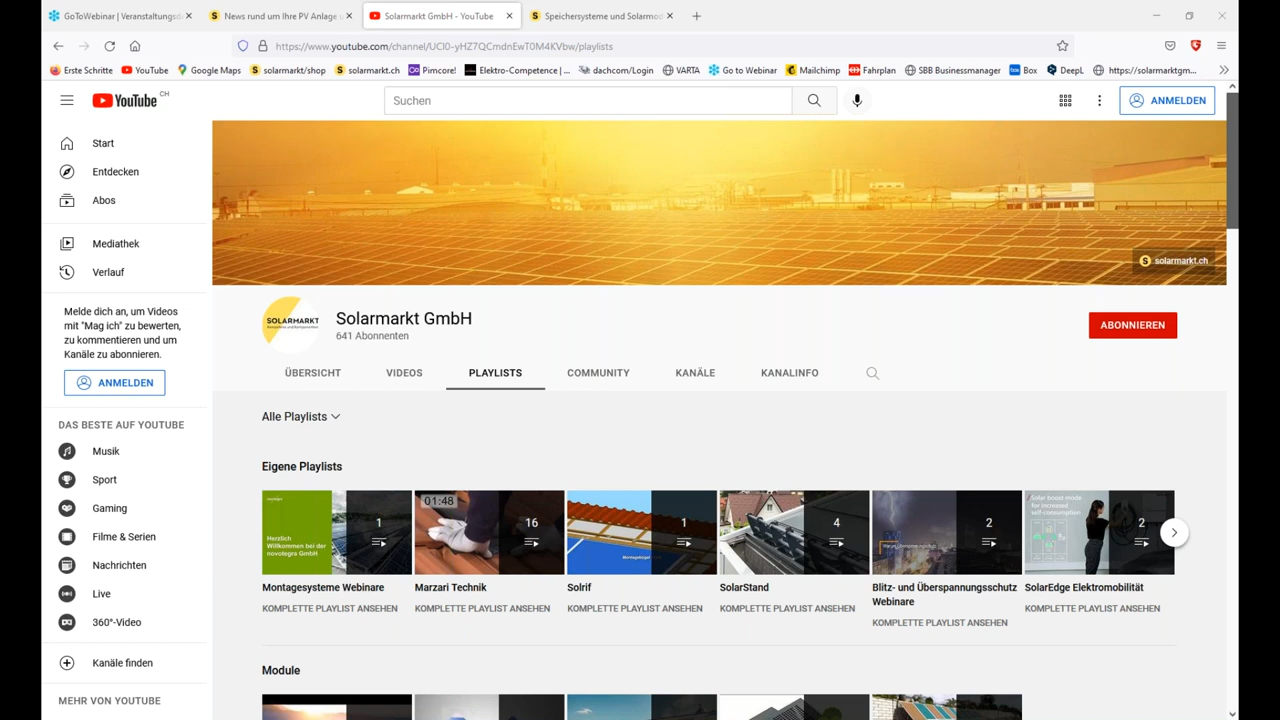 GoToWebinar | Veranstaltungsd
News rund um Ihre PV Anlage u
Solarmarkt GmbH - YouTube
Speichersysteme und Solarmod
https://www.youtube.com/channel/UCl0-yHZ7QCmdnEwT0M4KVbw/playlists
Erste Schritte
YouTube
Google Maps
solarmarkt/shop
solarmarkt.ch
Pimcore!
Elektro-Competence | ...
dachcom/Login
VARTA
Go to Webinar
Mailchimp
Fahrplan
SBB Businessmanager
Box
DeepL
https://solarmarktgm...
YouTube CH
Suchen
ANMELDEN
Start
Entdecken
Abos
Mediathek
Verlauf
Melde dich an, um Videos
mit "Mag ich" zu bewerten,
zu kommentieren und um
Kanäle zu abonnieren.
ANMELDEN
DAS BESTE AUF YOUTUBE
Musik
Sport
Gaming
Filme & Serien
Nachrichten
Live
360°-Video
Kanäle finden
MEHR VON YOUTUBE
S solarmarkt.ch
SOLARMARKT
Solarmarkt GmbH
641 Abonnenten
ABONNIEREN
ÜBERSICHT
VIDEOS
PLAYLISTS
COMMUNITY
KANÄLE
KANALINFO
Alle Playlists
Eigene Playlists
Herzlich
Willkommen bei der
novotegra GmbH
1
01:48
16
1
4
2
Solar boost mode
for increased
self-consumption
2
Montagesysteme Webinare
KOMPLETTE PLAYLIST ANSEHEN
Marzari Technik
KOMPLETTE PLAYLIST ANSEHEN
Solrif
KOMPLETTE PLAYLIST ANSEHEN
SolarStand
KOMPLETTE PLAYLIST ANSEHEN
Blitz- und Überspannungsschutz
Webinare
KOMPLETTE PLAYLIST ANSEHEN
SolarEdge Elektromobilität
KOMPLETTE PLAYLIST ANSEHEN
Module